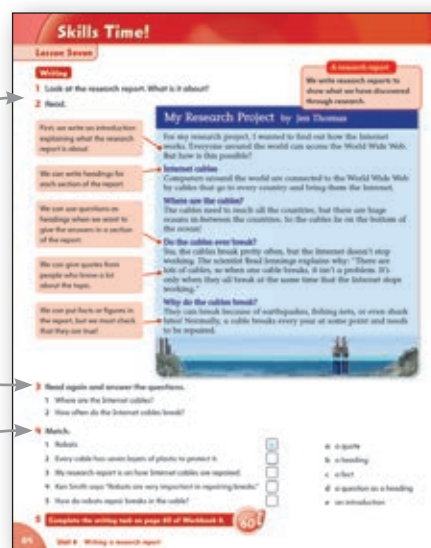 Skills Time!
Lesson Seven
Writing
1 Look at the research report. What is it about?
2 Read.
A research report
We write research reports to
show what we have discovered
through research.
First, we write an introduction
explaining what the research
report is about.
We can write headings for
each section of the report.
We can use questions as
headings when we want to
give the answers in a section
of the report.
We can give quotes from
people who know a lot
about the topic.
We can put facts or figures in
the report, but we must check
that they are true!
My Research Project by Jen Thomas
For my research project, I wanted to find out how the Internet
works. Everyone around the world can access the World Wide Web.
But how is this possible?
Internet cables
Computers around the world are connected to the World Wide Web
by cables that go to every country and bring them the Internet.
Where are the cables?
The cables need to reach all the countries, but there are huge
oceans in between the countries. So the cables lie on the bottom of
the ocean!
Do the cables ever break?
Yes, the cables break pretty often, but the Internet doesn't stop
working. The scientist Read Jennings explains why: "There are
lots of cables, so when one cable breaks, it isn't a problem. It's
only when they all break at the same time that the Internet stops
working."
Why do the cables break?
They can break because of earthquakes, fishing nets, or even shark
bites! Normally, a cable breaks every year at some point and needs
to be repaired.
3 Read again and answer the questions.
1 Where are the Internet cables?
2 How often do the Internet cables break?
4 Match.
1 Robots
2 Every cable has seven layers of plastic to protect it.
3 My research report is on how Internet cables are repaired.
4 Ken Smith says "Robots are very important in repairing breaks."
5 How do robots repair breaks in the cable?
a a quote
b a heading
c a fact
d a question as a heading
e an introduction
5 Complete the writing task on page 60 of Workbook 6.
60
Unit 6 Writing a research report